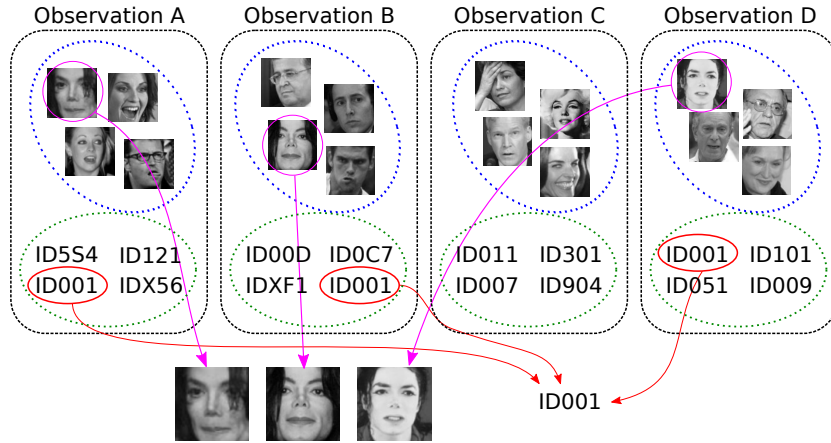 Observation A
Observation B
Observation C
Observation D
ID5S4 ID121
ID001 IDX56
ID00D ID0C7
IDXF1 ID001
ID011 ID301
ID007 ID904
ID001 ID101
ID051 ID009
ID001